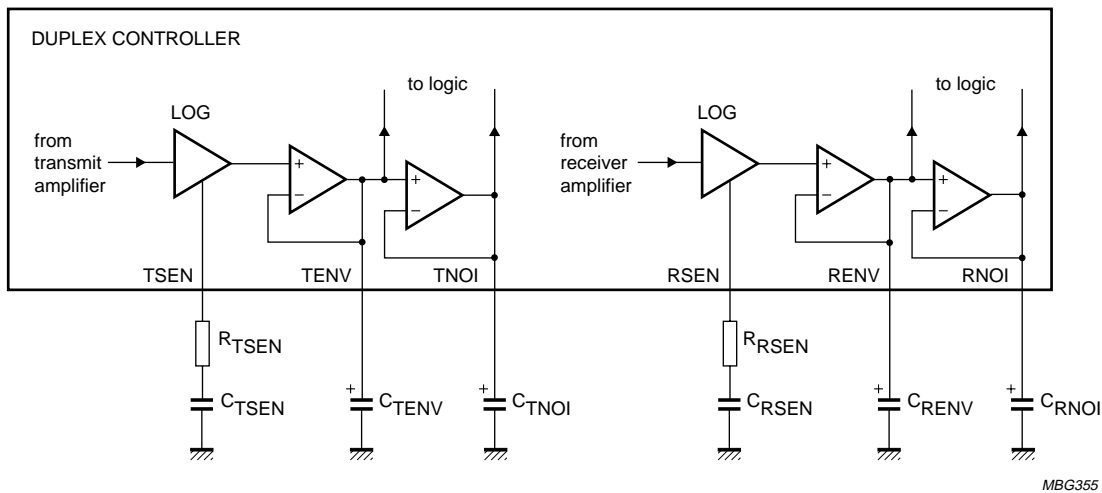 DUPLEX CONTROLLER
to logic
to logic
LOG
LOG
from
transmit
amplifier
from
receiver
amplifier
+
−
+
−
+
−
+
−
TSEN
TENV
TNOI
RSEN
RENV
RNOI
RTSEN
RRSEN
+
+
+
+
CTSEN
CTENV
CTNOI
CRSEN
CRENV
CRNOI
MBG355